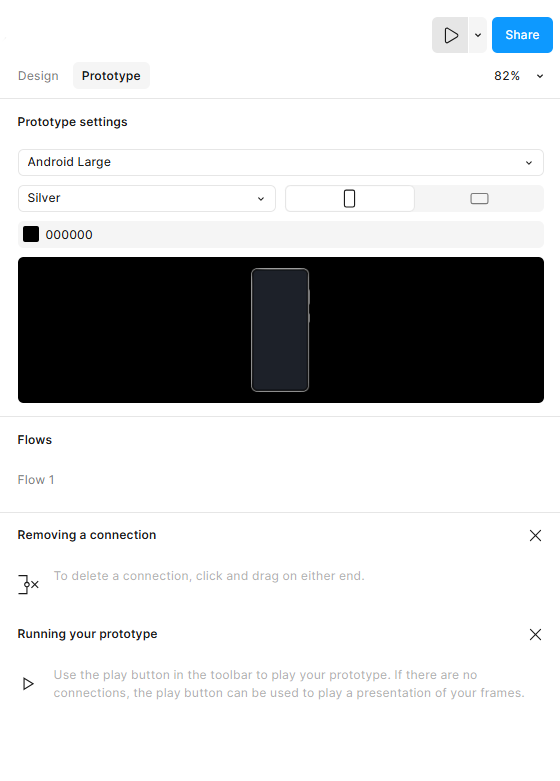 Share
Design
Prototype
82%
Prototype settings
Android Large
Silver
000000
Flows
Flow 1
Removing a connection
To delete a connection, click and drag on either end.
Running your prototype
Use the play button in the toolbar to play your prototype. If there are no
connections, the play button can be used to play a presentation of your frames.